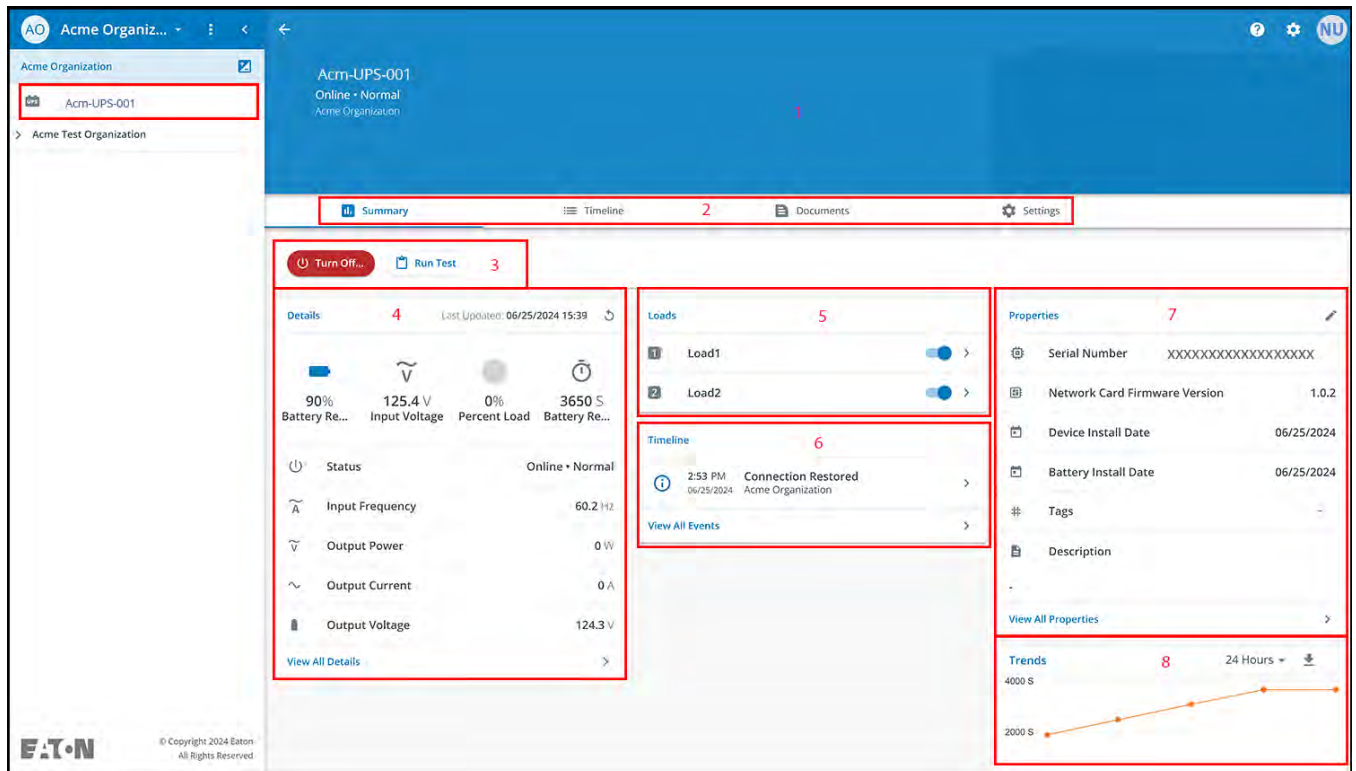 AO Acme Organiz...
NU
Acme Organization
UPS Acm-UPS-001
Acme Test Organization
Acm-UPS-001
Online • Normal
Acme Organization
1
Summary Timeline 2 Documents Settings
Turn Off... Run Test 3
Details 4 Last Updated: 06/25/2024 15:39
90% 125.4 V 0% 3650 S
Battery Re... Input Voltage Percent Load Battery Re...
Status Online • Normal
Input Frequency 60.2 Hz
Output Power 0 W
Output Current 0 A
Output Voltage 124.3 V
View All Details
Loads 5
1 Load1
2 Load2
Timeline 6
2:53 PM Connection Restored
06/25/2024 Acme Organization
View All Events
Properties 7
Serial Number XXXXXXXXXXXXXXXXXX
Network Card Firmware Version 1.0.2
Device Install Date 06/25/2024
Battery Install Date 06/25/2024
# Tags -
Description
-
View All Properties
Trends 8 24 Hours
4000 S
2000 S
EATON
© Copyright 2024 Eaton
All Rights Reserved